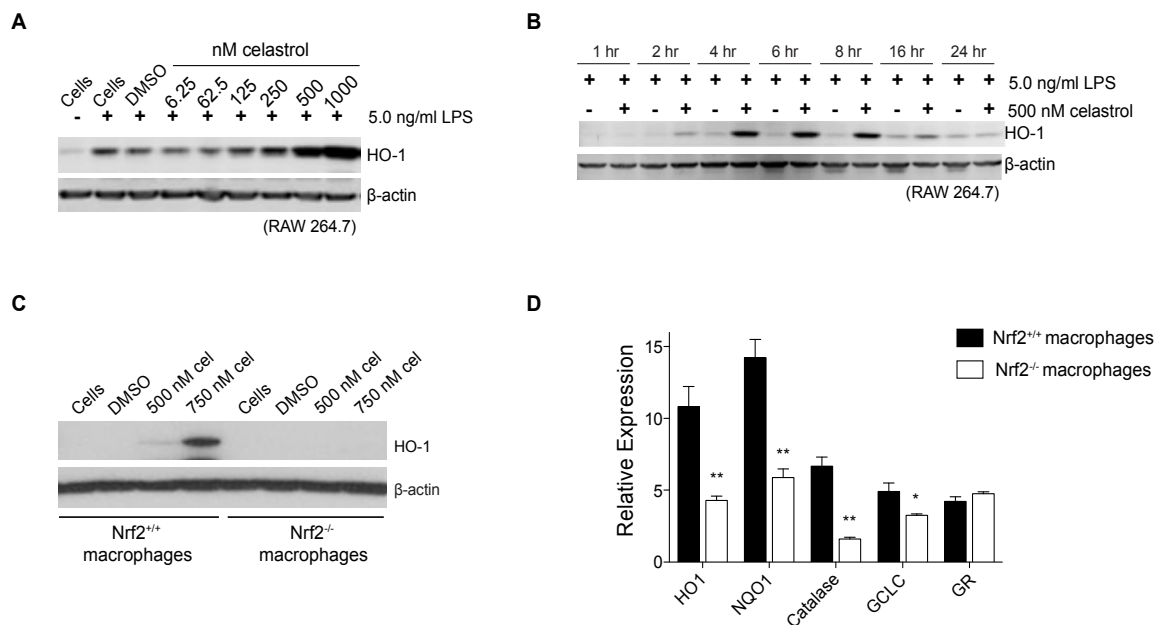 A
nM celastrol
Cells Cells DMSO 6.25 62.5 125 250 500 1000
- + + + + + + + + 5.0 ng/ml LPS
HO-1
β-actin
(RAW 264.7)
B
1 hr 2 hr 4 hr 6 hr 8 hr 16 hr 24 hr
+ + + + + + + + + + + + + + 5.0 ng/ml LPS
- + - + - + - + - + - + - + 500 nM celastrol
HO-1
β-actin
(RAW 264.7)
C
Cells DMSO 500 nM cel 750 nM cel Cells DMSO 500 nM cel 750 nM cel
HO-1
β-actin
Nrf2+/+ Nrf2-/-
macrophages macrophages
D
Nrf2+/+ macrophages
Nrf2-/- macrophages
Relative Expression
15
10
5
0
** ** ** *
HO1 NQO1 Catalase GCLC GR